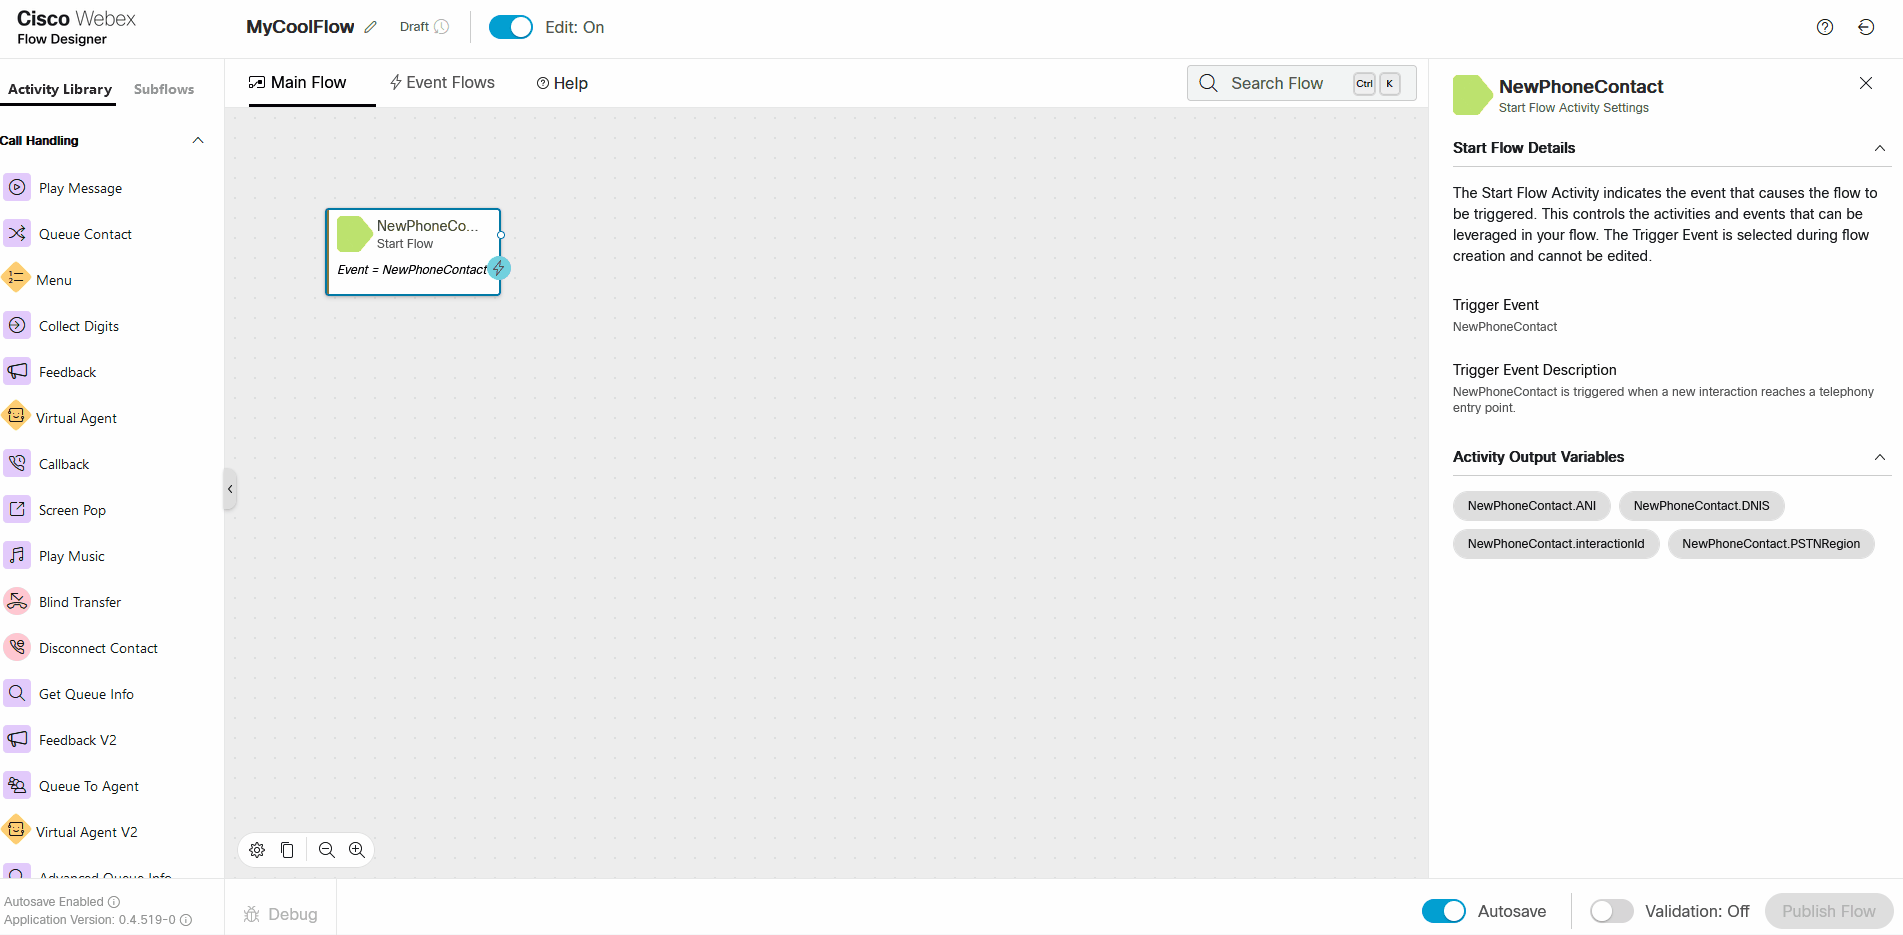 Cisco Webex
Flow Designer
MyCoolFlow
Draft
Edit: On
Activity Library
Subflows
Main Flow
Event Flows
Help
Search Flow
Ctrl
K
Call Handling
Play Message
Queue Contact
Menu
Collect Digits
Feedback
Virtual Agent
Callback
Screen Pop
Play Music
Blind Transfer
Disconnect Contact
Get Queue Info
Feedback V2
Queue To Agent
Virtual Agent V2
Advanced Queue Info
NewPhoneCo...
Start Flow
Event = NewPhoneContact
NewPhoneContact
Start Flow Activity Settings
Start Flow Details
The Start Flow Activity indicates the event that causes the flow to
be triggered. This controls the activities and events that can be
leveraged in your flow. The Trigger Event is selected during flow
creation and cannot be edited.
Trigger Event
NewPhoneContact
Trigger Event Description
NewPhoneContact is triggered when a new interaction reaches a telephony
entry point.
Activity Output Variables
NewPhoneContact.ANI
NewPhoneContact.DNIS
NewPhoneContact.interactionId
NewPhoneContact.PSTNRegion
Autosave Enabled
Application Version: 0.4.519-0
Debug
Autosave
Validation: Off
Publish Flow